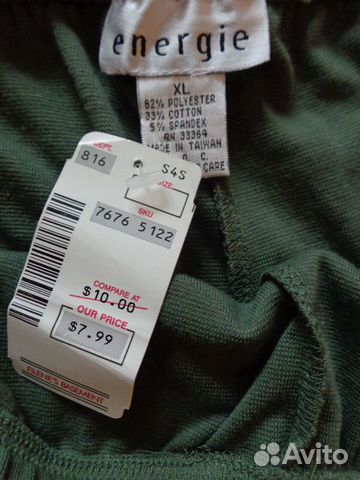 energie
XL
62% POLYESTER
33% COTTON
5% SPANDEX
RN 33364
MADE IN TAIWAN
R. O. C.
CARE
DEPT.
816
S4S
SIZE
SKU
7676 5122
COMPARE AT
$10.00
OUR PRICE
$7.99
FILENE'S BASEMENT
Avito